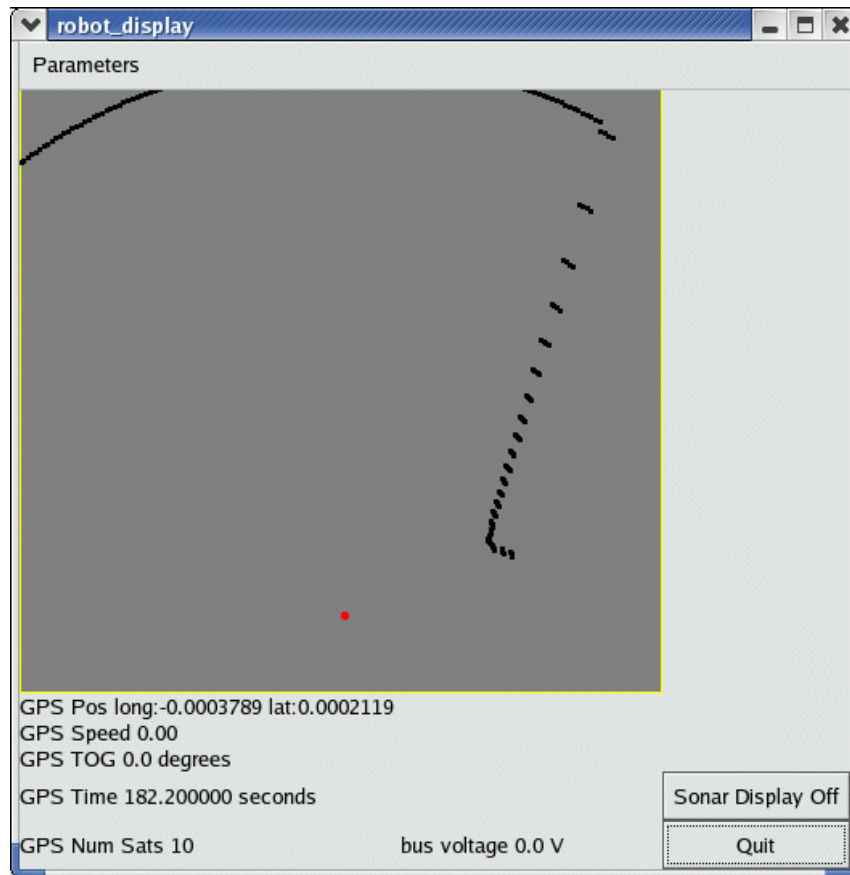 robot_display
Parameters
GPS Pos long:-0.0003789 lat:0.0002119
GPS Speed 0.00
GPS TOG 0.0 degrees
GPS Time 182.200000 seconds
Sonar Display Off
GPS Num Sats 10
bus voltage 0.0 V
Quit